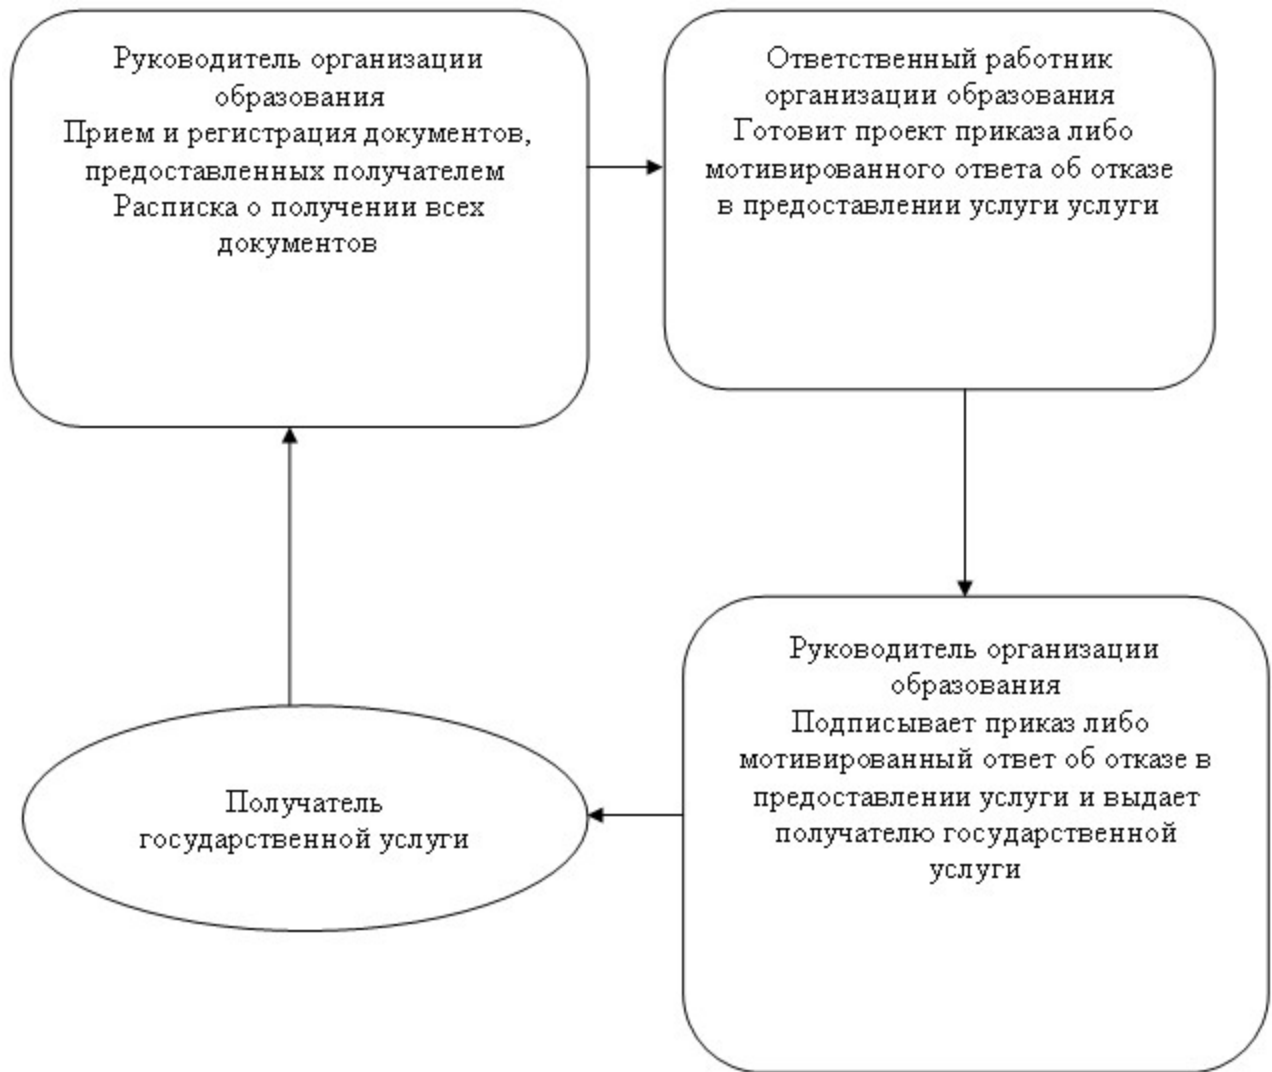 Руководитель организации
образования
Прием и регистрация документов,
предоставленных получателем
Расписка о получении всех
документов
Ответственный работник
организации образования
Готовит проект приказа либо
мотивированного ответа об отказе
в предоставлении услуги услуги
Руководитель организации
образования
Подписывает приказ либо
мотивированный ответ об отказе в
предоставлении услуги и выдает
получателю государственной
услуги
Получатель
государственной услуги